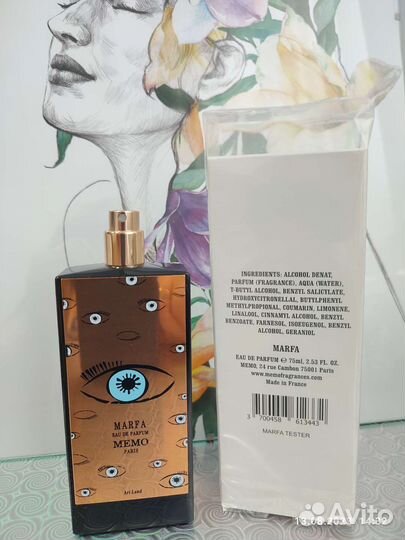 MARFA
EAU DE PARFUM
MEMO
PARIS
Art Land
INGREDIENTS: ALCOHOL DENAT,
PARFUM (FRAGRANCE), AQUA (WATER),
T-BUTYL ALCOHOL, BENZYL SALICYLATE,
HYDROXYCITRONELLAL, BUTYLPHENYL
METHYLPROPIONAL, COUMARIN, LIMONENE,
LINALOOL, CINNAMYL ALCOHOL, BENZYL
BENZOATE, FARNESOL, ISOEUGENOL, BENZYL
ALCOHOL, GERANIOL
MARFA
EAU DE PARFUM ℮ 75ml, 2.53 FL. OZ.
MEMO, 24 rue Cambon 75001 Paris
www.memofragrances.com
Made in France
3 700458 613443
MARFA TESTER
Avito